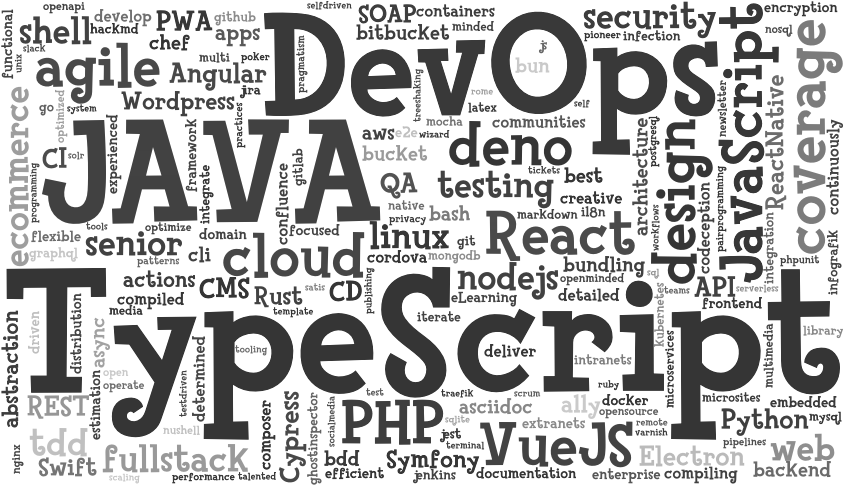 openapi
selfdriven
functional
unix
slack
shell
develop
hackmd
PWA
github
chef
apps
SOAP
containers
bitbucket
minded
security
pioneer
infection
encryption
nosql
agile
Angular
multi
poker
jra
Wordpress
pragmatism
DevOps
js
bun
JavaScript
coverage
ecommerce
go
system
optimized
experienced
practices
framework
integrate
JAVA
treeshaking
rome
latex
self
mocha
communities
aws
e2e
wizard
bucket
deno
tickets
newsletter
ReactNative
continuously
CI
solr
programming
gitlab
confluence
QA
testing
best
creative
architecture
postgresql
design
codeception
pairprogramming
tools
optimize
focused
native
privacy
bash
markdown
i18n
workflows
integration
infografik
phpunit
flexible
graphql
senior
patterns
domain
cli
cloud
linux
git
cordova
mongodb
React
nodejs
bundling
openminded
sql
teams
API
serverless
frontend
actions
compiled
media
CMS
Rust
satis
template
CD
publishing
eLearning
detailed
iterate
kubernetes
TypeScript
driven
distribution
async
open
operate
abstraction
tooling
deliver
intranets
microservices
multimedia
library
estimation
testdriven
determined
test
traefik
scrum
ruby
docker
opensource
microsites
embedded
REST
nushell
composer
Cypress
ghostinspector
socialmedia
PHP
sqlite
jest
terminal
asciidoc
a11y
extranets
remote
varnish
Python
mysql
pipelines
nginx
tdd
Swift
scaling
fullstack
performance
talented
bdd
efficient
Symfony
jenkins
VueJS
documentation
enterprise
Electron
compiling
web
backend